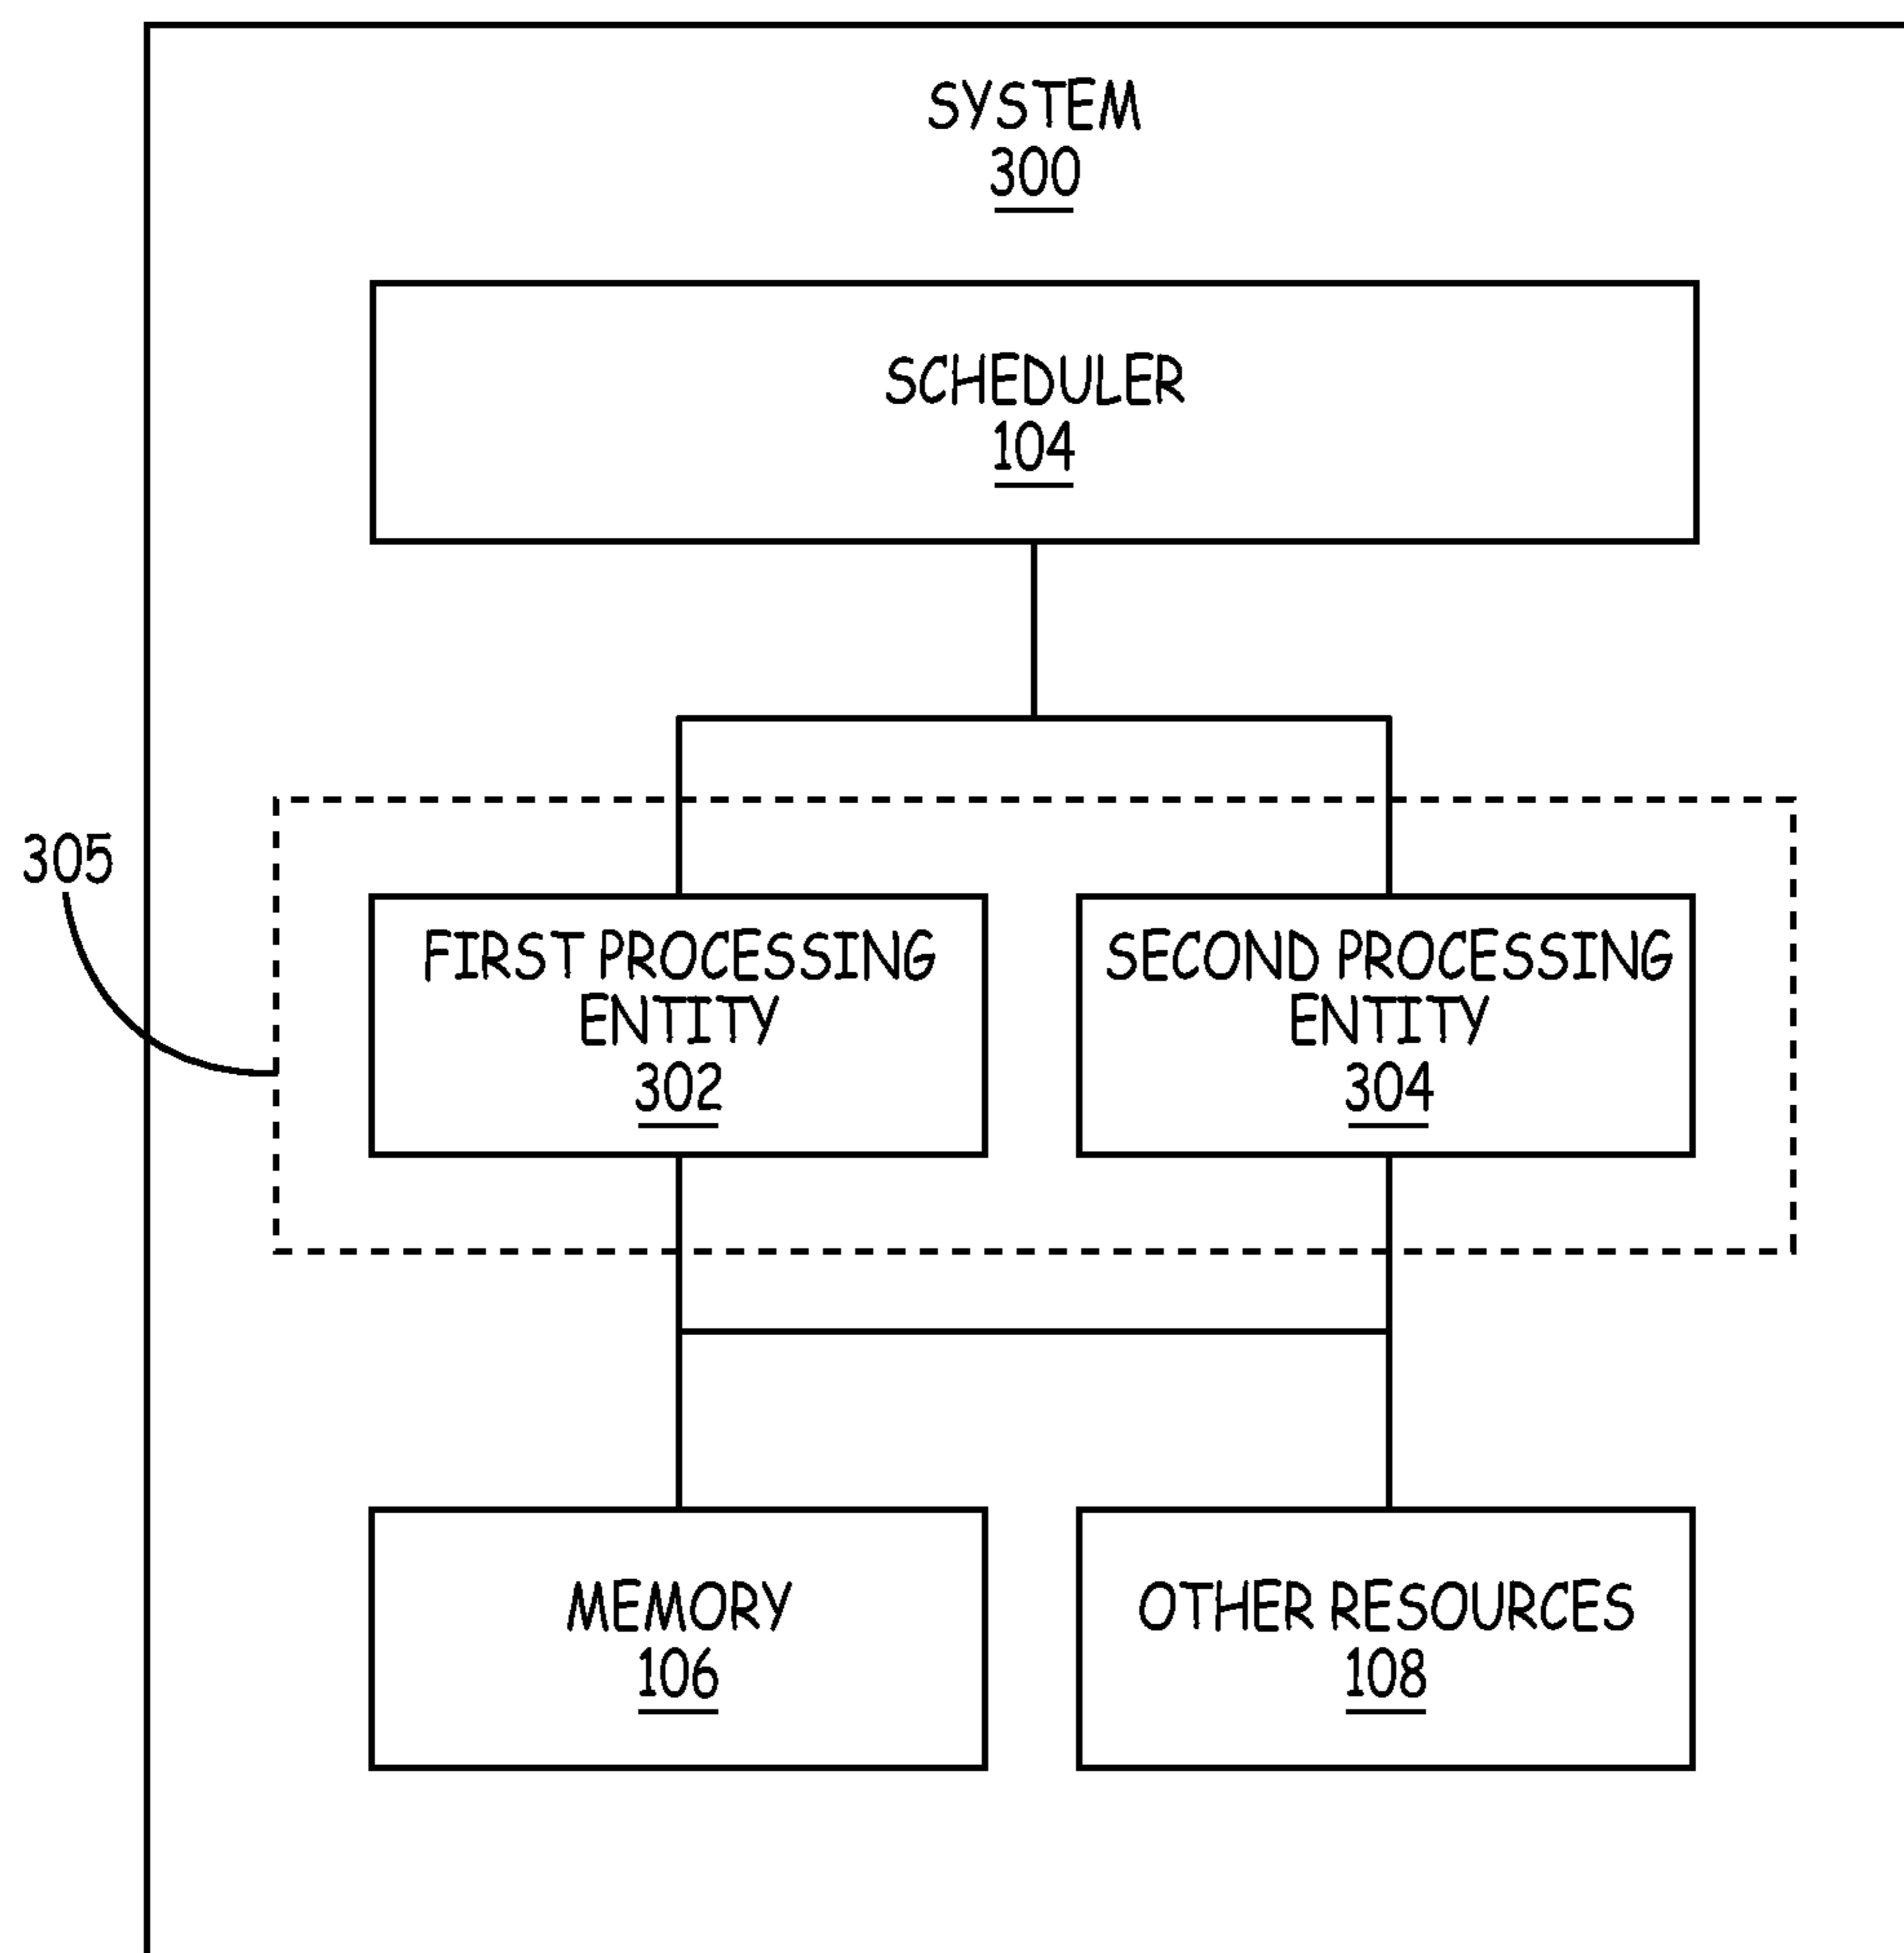 SYSTEM
300
SCHEDULER
104
305
FIRST PROCESSING
ENTITY
302
SECOND PROCESSING
ENTITY
304
MEMORY
106
OTHER RESOURCES
108